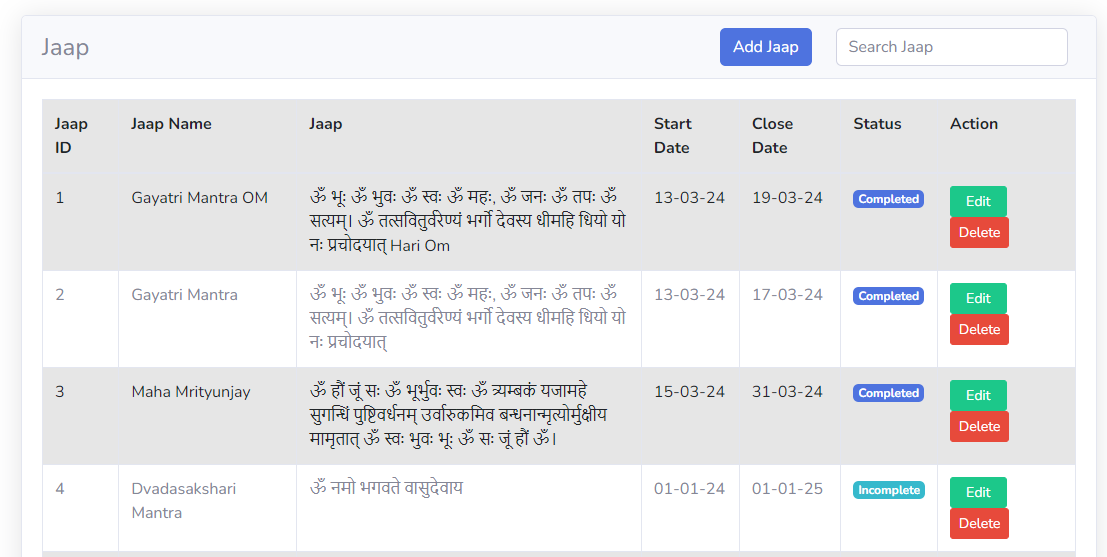 Jaap
Add Jaap
Search Jaap
Jaap ID
Jaap Name
Jaap
Start Date
Close Date
Status
Action
1
Gayatri Mantra OM
ॐ भूः ॐ भुवः ॐ स्वः ॐ महः, ॐ जनः ॐ तपः ॐ
सत्यम्। ॐ तत्सवितुर्वरेण्यं भर्गो देवस्य धीमहि धियो यो
नः प्रचोदयात् Hari Om
13-03-24
19-03-24
Completed
Edit
Delete
2
Gayatri Mantra
ॐ भूः ॐ भुवः ॐ स्वः ॐ महः, ॐ जनः ॐ तपः ॐ
सत्यम्। ॐ तत्सवितुर्वरेण्यं भर्गो देवस्य धीमहि धियो यो
नः प्रचोदयात्
13-03-24
17-03-24
Completed
Edit
Delete
3
Maha Mrityunjay
ॐ हौं जूं सः ॐ भूर्भुवः स्वः ॐ त्र्यम्बकं यजामहे
सुगन्धिं पुष्टिवर्धनम् उर्वारुकमिव बन्धनान्मृत्योर्मुक्षीय
मामृतात् ॐ स्वः भुवः भूः ॐ सः जूं हौं ॐ।
15-03-24
31-03-24
Completed
Edit
Delete
4
Dvadasakshari
Mantra
ॐ नमो भगवते वासुदेवाय
01-01-24
01-01-25
Incomplete
Edit
Delete